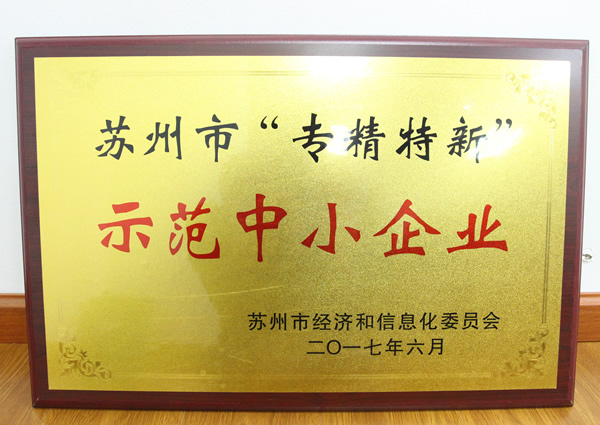 苏州市“专精特新”
示范中小企业
苏州市经济和信息化委员会
二〇一七年六月